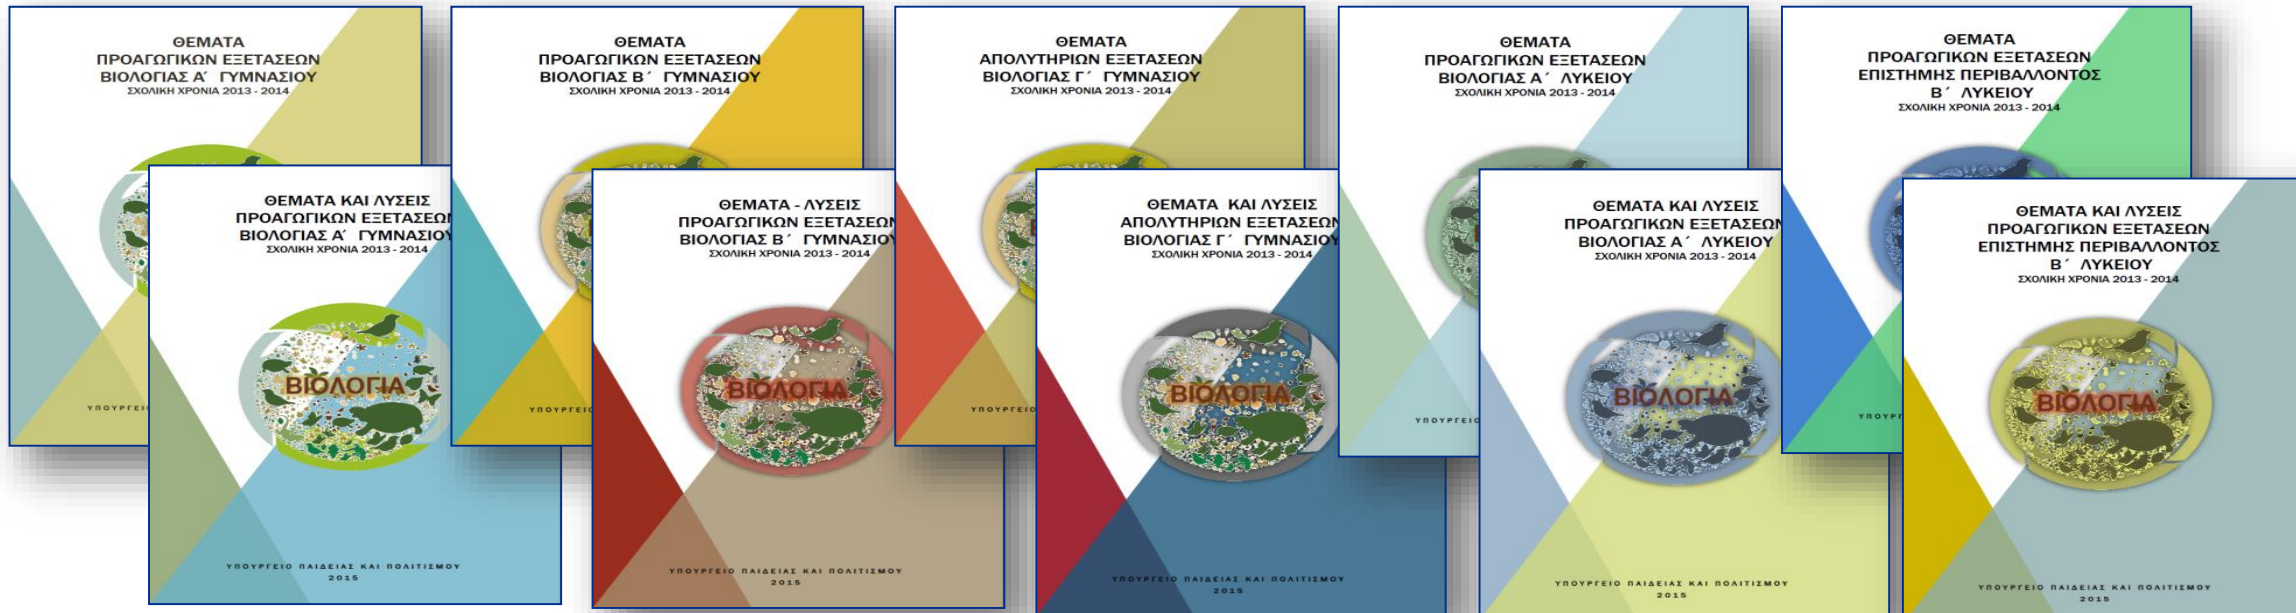 ΘΕΜΑΤΑ
ΠΡΟΑΓΩΓΙΚΩΝ ΕΞΕΤΑΣΕΩΝ
ΒΙΟΛΟΓΙΑΣ Α΄ ΓΥΜΝΑΣΙΟΥ
ΣΧΟΛΙΚΗ ΧΡΟΝΙΑ 2013 - 2014
ΘΕΜΑΤΑ
ΠΡΟΑΓΩΓΙΚΩΝ ΕΞΕΤΑΣΕΩΝ
ΒΙΟΛΟΓΙΑΣ Β΄ ΓΥΜΝΑΣΙΟΥ
ΣΧΟΛΙΚΗ ΧΡΟΝΙΑ 2013 - 2014
ΘΕΜΑΤΑ
ΑΠΟΛΥΤΗΡΙΩΝ ΕΞΕΤΑΣΕΩΝ
ΒΙΟΛΟΓΙΑΣ Γ΄ ΓΥΜΝΑΣΙΟΥ
ΣΧΟΛΙΚΗ ΧΡΟΝΙΑ 2013 - 2014
ΘΕΜΑΤΑ
ΠΡΟΑΓΩΓΙΚΩΝ ΕΞΕΤΑΣΕΩΝ
ΒΙΟΛΟΓΙΑΣ Α΄ ΛΥΚΕΙΟΥ
ΣΧΟΛΙΚΗ ΧΡΟΝΙΑ 2013 - 2014
ΘΕΜΑΤΑ
ΠΡΟΑΓΩΓΙΚΩΝ ΕΞΕΤΑΣΕΩΝ
ΕΠΙΣΤΗΜΗΣ ΠΕΡΙΒΑΛΛΟΝΤΟΣ
Β΄ ΛΥΚΕΙΟΥ
ΣΧΟΛΙΚΗ ΧΡΟΝΙΑ 2013 - 2014
ΘΕΜΑΤΑ ΚΑΙ ΛΥΣΕΙΣ
ΠΡΟΑΓΩΓΙΚΩΝ ΕΞΕΤΑΣΕΩΝ
ΒΙΟΛΟΓΙΑΣ Α΄ ΓΥΜΝΑΣΙΟΥ
ΣΧΟΛΙΚΗ ΧΡΟΝΙΑ 2013 - 2014
ΒΙΟΛΟΓΙΑ
ΥΠΟΥΡΓΕΙΟ ΠΑΙΔΕΙΑΣ ΚΑΙ ΠΟΛΙΤΙΣΜΟΥ
2015
ΘΕΜΑΤΑ - ΛΥΣΕΙΣ
ΠΡΟΑΓΩΓΙΚΩΝ ΕΞΕΤΑΣΕΩΝ
ΒΙΟΛΟΓΙΑΣ Β΄ ΓΥΜΝΑΣΙΟΥ
ΣΧΟΛΙΚΗ ΧΡΟΝΙΑ 2013 - 2014
ΒΙΟΛΟΓΙΑ
ΥΠΟΥΡΓΕΙΟ ΠΑΙΔΕΙΑΣ ΚΑΙ ΠΟΛΙΤΙΣΜΟΥ
2015
ΘΕΜΑΤΑ ΚΑΙ ΛΥΣΕΙΣ
ΑΠΟΛΥΤΗΡΙΩΝ ΕΞΕΤΑΣΕΩΝ
ΒΙΟΛΟΓΙΑΣ Γ΄ ΓΥΜΝΑΣΙΟΥ
ΣΧΟΛΙΚΗ ΧΡΟΝΙΑ 2013 - 2014
ΒΙΟΛΟΓΙΑ
ΥΠΟΥΡΓΕΙΟ ΠΑΙΔΕΙΑΣ ΚΑΙ ΠΟΛΙΤΙΣΜΟΥ
2015
ΘΕΜΑΤΑ ΚΑΙ ΛΥΣΕΙΣ
ΠΡΟΑΓΩΓΙΚΩΝ ΕΞΕΤΑΣΕΩΝ
ΒΙΟΛΟΓΙΑΣ Α΄ ΛΥΚΕΙΟΥ
ΣΧΟΛΙΚΗ ΧΡΟΝΙΑ 2013 - 2014
ΒΙΟΛΟΓΙΑ
ΥΠΟΥΡΓΕΙΟ ΠΑΙΔΕΙΑΣ ΚΑΙ ΠΟΛΙΤΙΣΜΟΥ
2015
ΘΕΜΑΤΑ ΚΑΙ ΛΥΣΕΙΣ
ΠΡΟΑΓΩΓΙΚΩΝ ΕΞΕΤΑΣΕΩΝ
ΕΠΙΣΤΗΜΗΣ ΠΕΡΙΒΑΛΛΟΝΤΟΣ
Β΄ ΛΥΚΕΙΟΥ
ΣΧΟΛΙΚΗ ΧΡΟΝΙΑ 2013 - 2014
ΒΙΟΛΟΓΙΑ
ΥΠΟΥΡΓΕΙΟ ΠΑΙΔΕΙΑΣ ΚΑΙ ΠΟΛΙΤΙΣΜΟΥ
2015